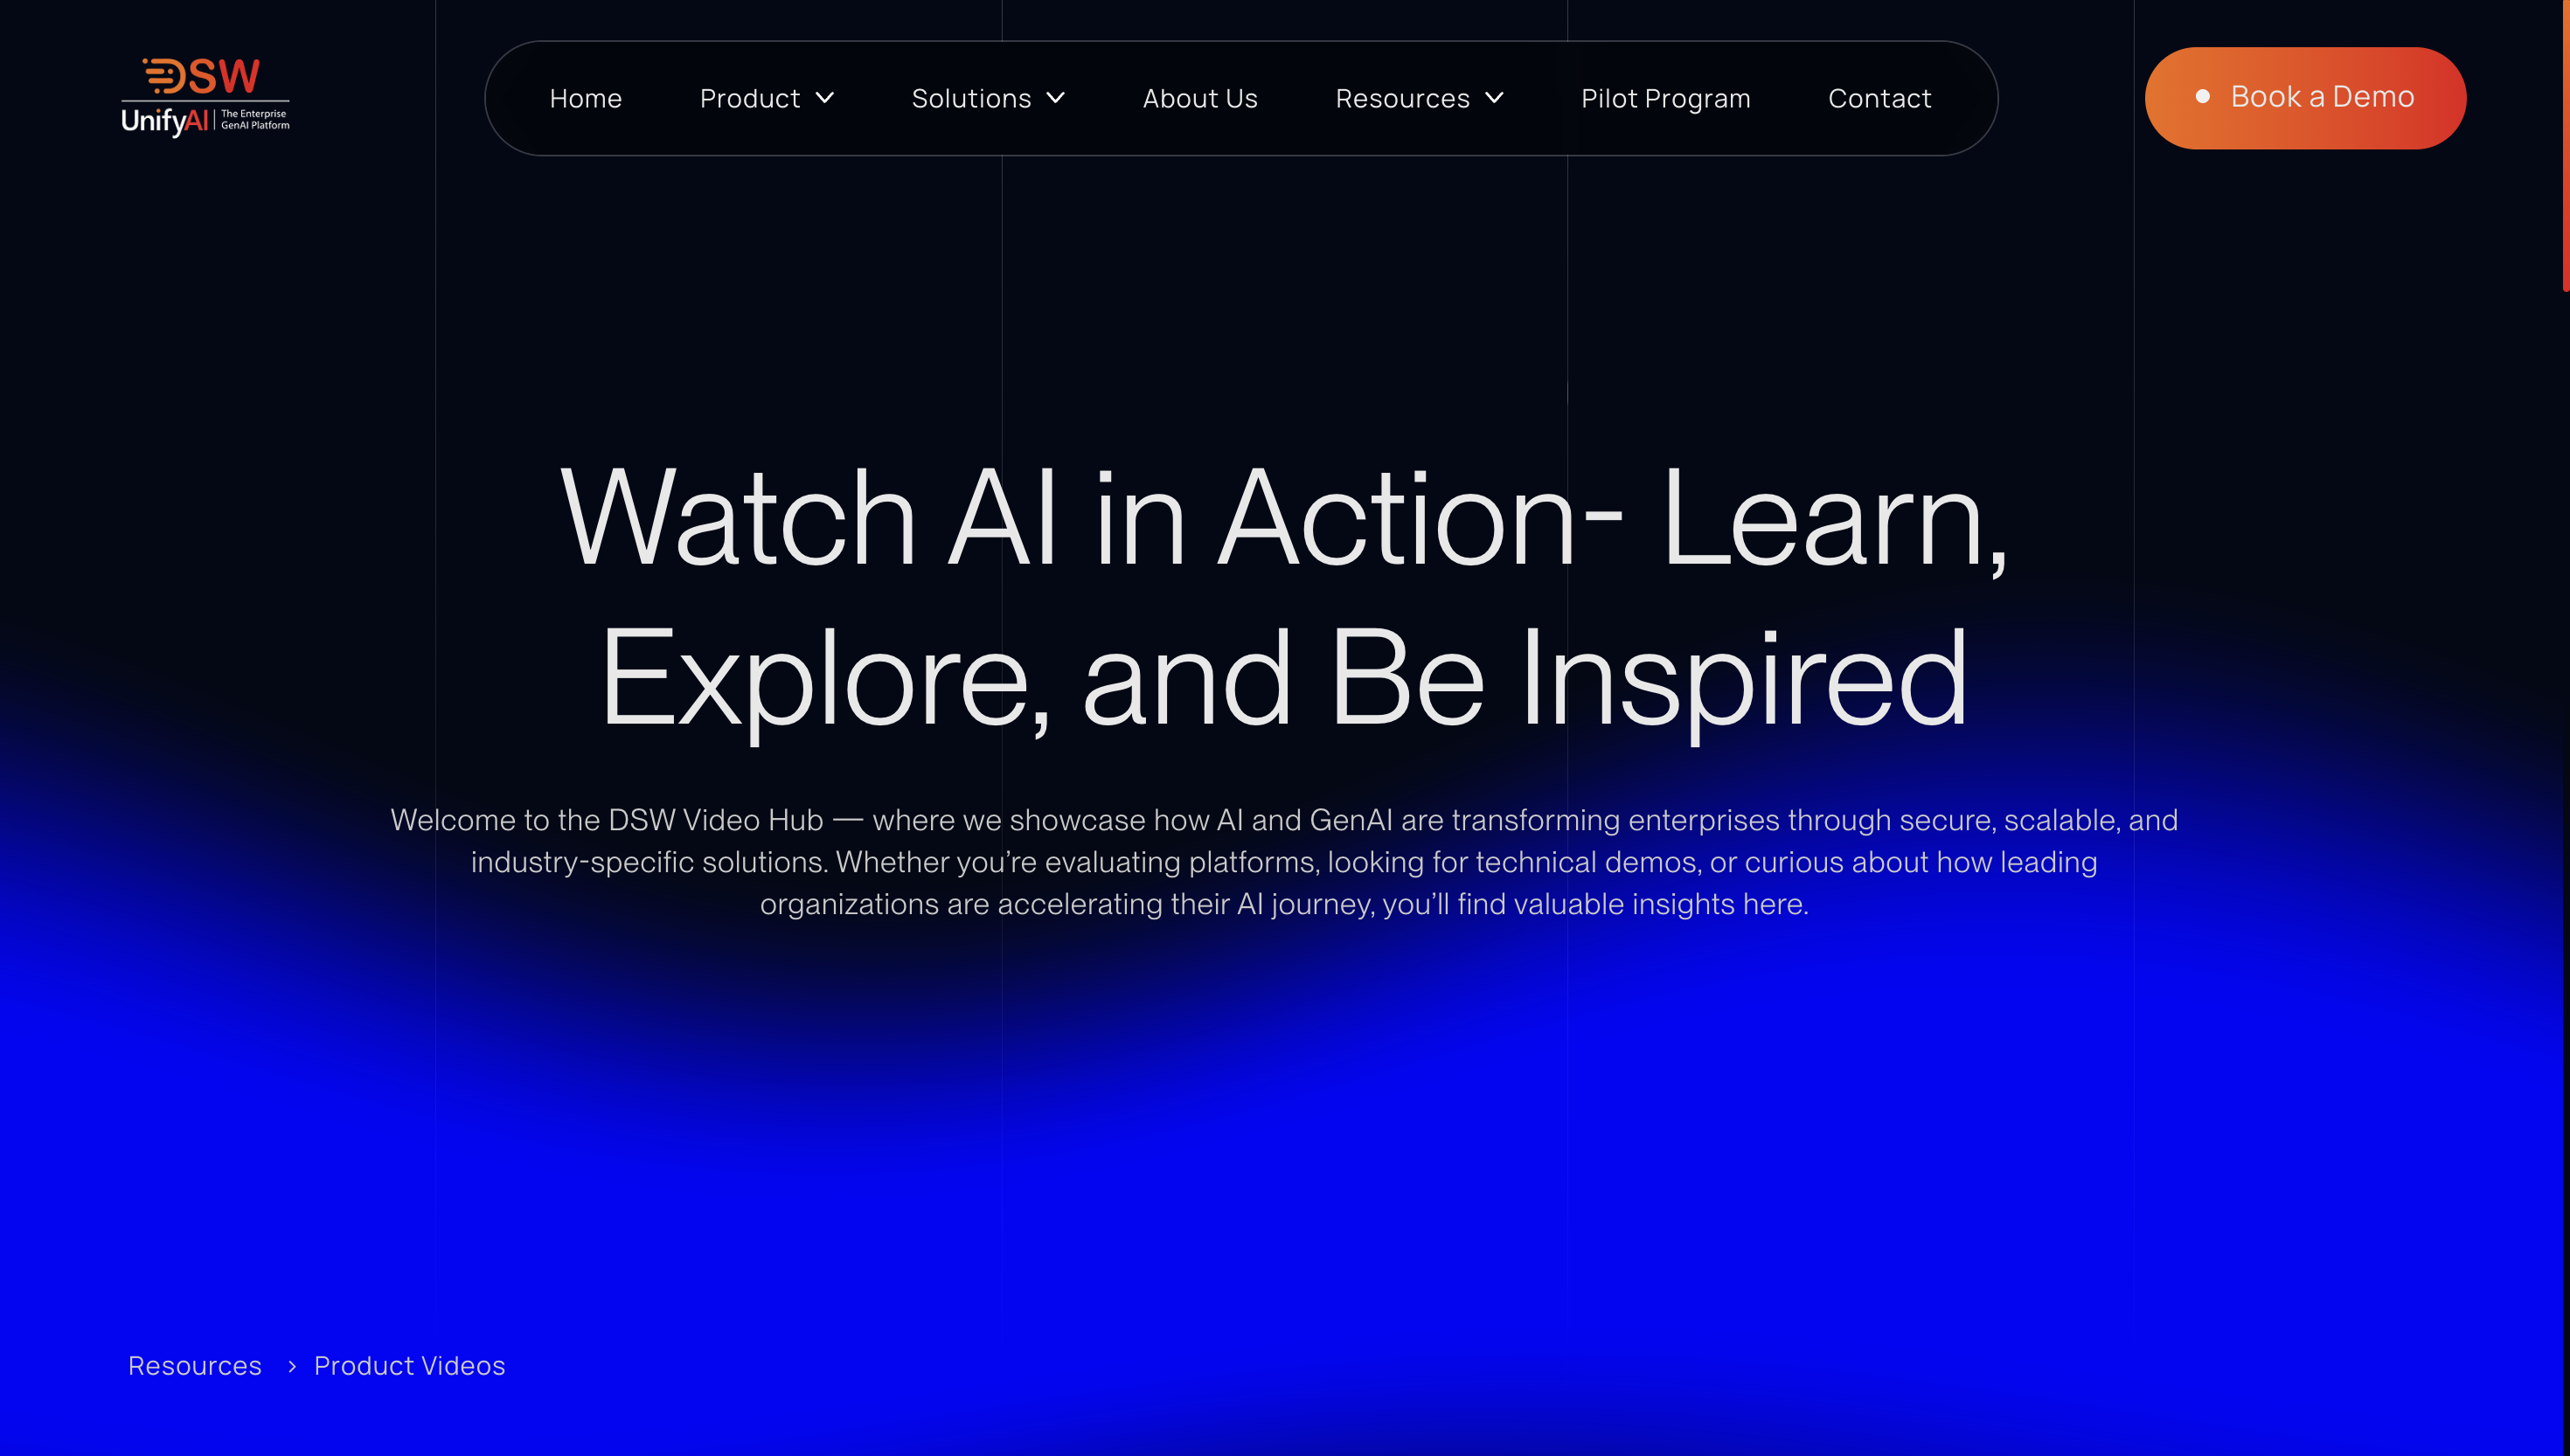 DSW
UnifyAI
The Enterprise
GenAI Platform
Home
Product
Solutions
About Us
Resources
Pilot Program
Contact
Book a Demo
Watch AI in Action- Learn,
Explore, and Be Inspired
Welcome to the DSW Video Hub — where we showcase how AI and GenAI are transforming enterprises through secure, scalable, and
industry-specific solutions. Whether you’re evaluating platforms, looking for technical demos, or curious about how leading
organizations are accelerating their AI journey, you’ll find valuable insights here.
Resources > Product Videos